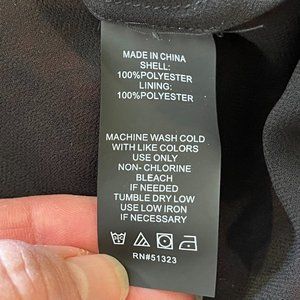 MADE IN CHINA
SHELL:
100%POLYESTER
LINING:
100%POLYESTER
MACHINE WASH COLD
WITH LIKE COLORS
USE ONLY
NON- CHLORINE
BLEACH
IF NEEDED
TUMBLE DRY LOW
USE LOW IRON
IF NECESSARY
RN#51323